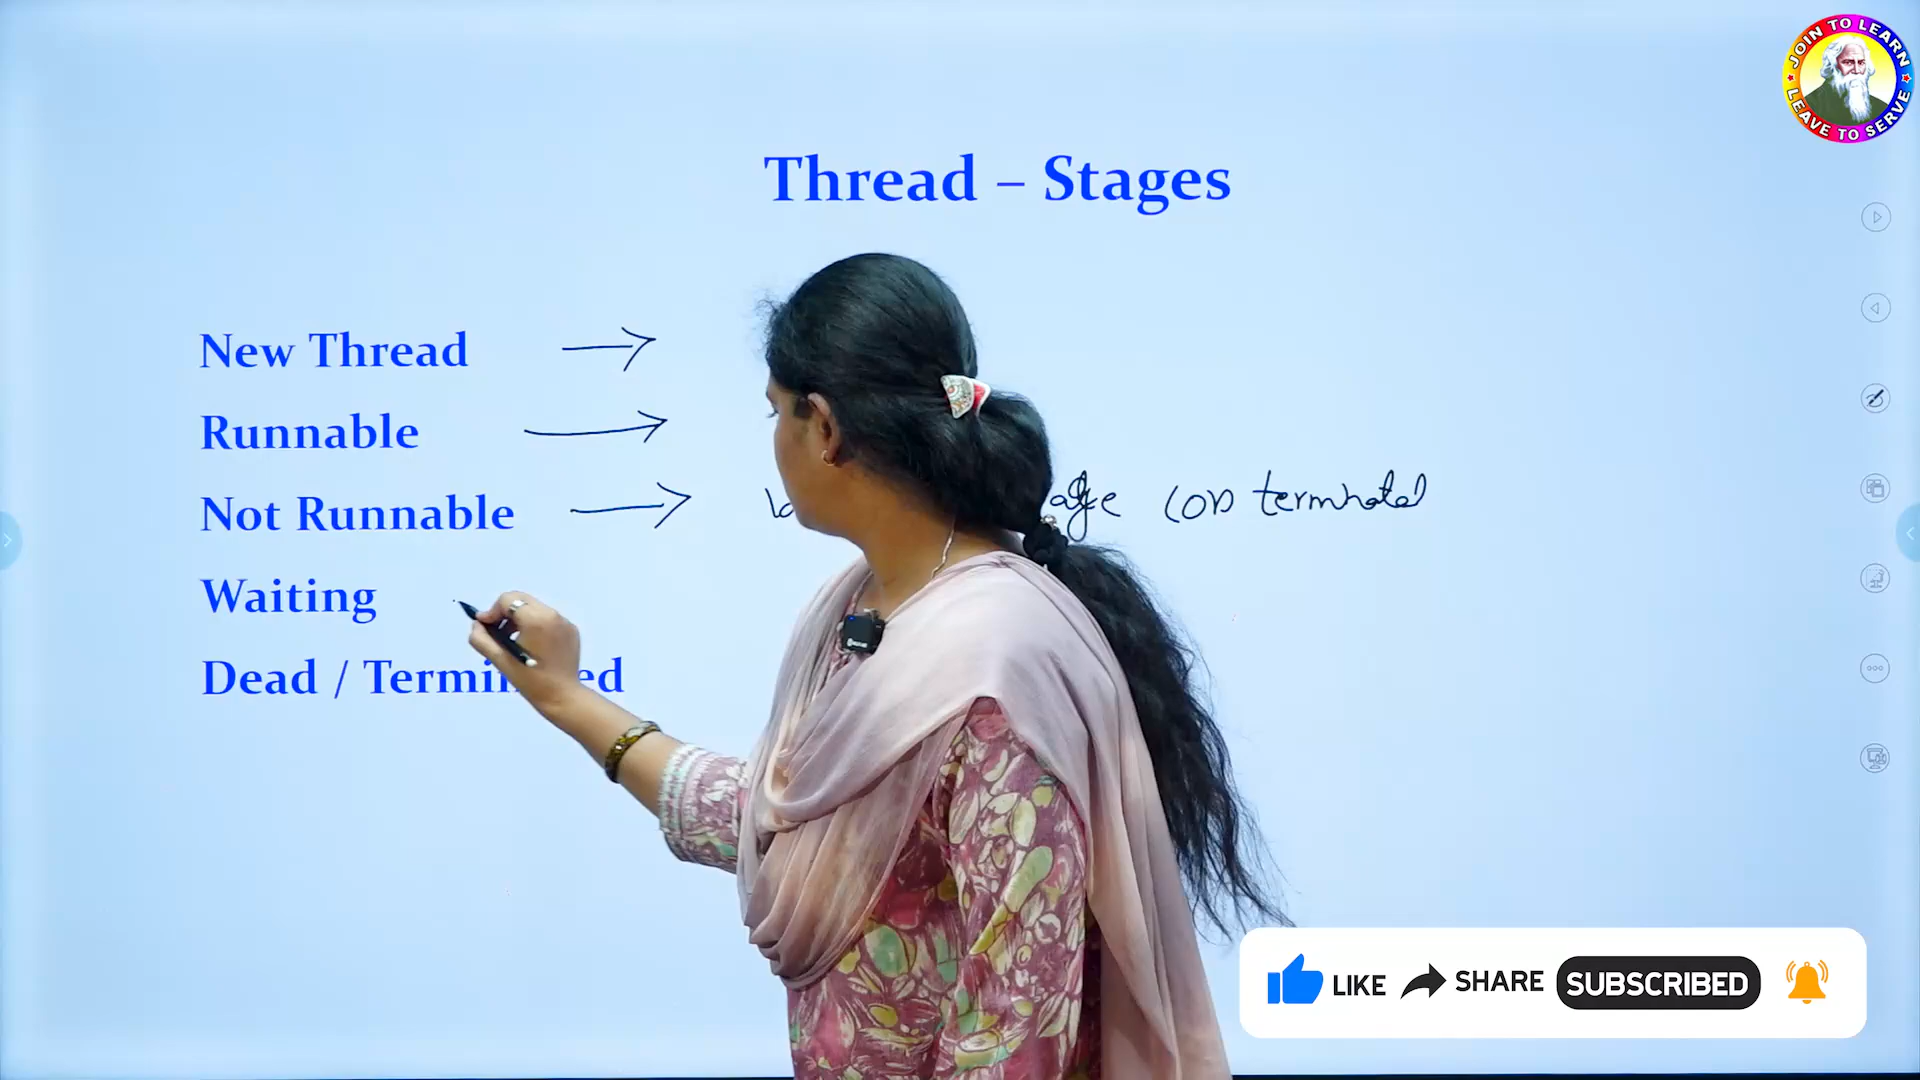 JOIN TO LEARN
LEAVE TO SERVE
Thread – Stages
New Thread
Runnable
Not Runnable (or) terminated
Waiting
Dead / Termin ed
LIKE SHARE SUBSCRIBED